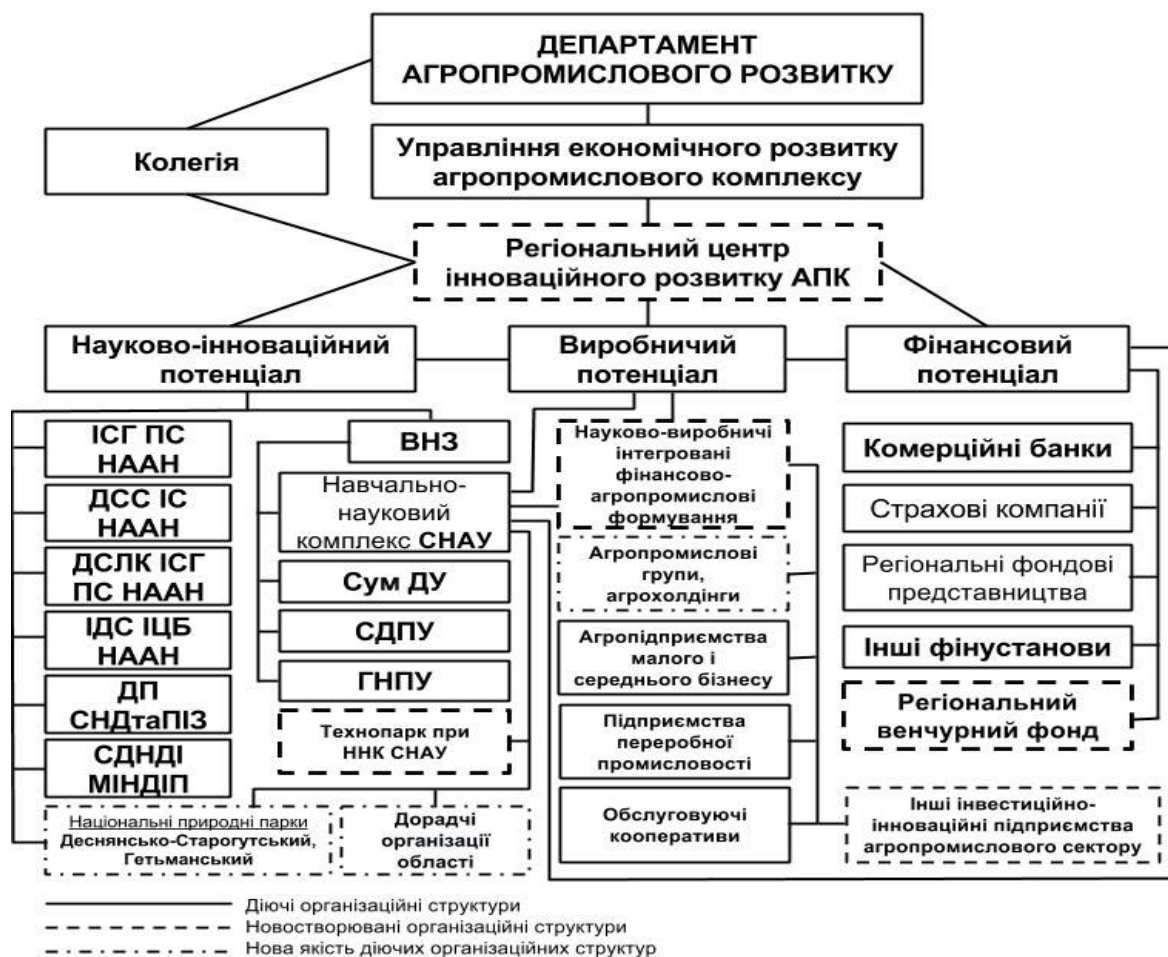 ДЕПАРТАМЕНТ
АГРОПРОМИСЛОВОГО РОЗВИТКУ
Колегія
Управління економічного розвитку
агропромислового комплексу
Регіональний центр
інноваційного розвитку АПК
Науково-інноваційний
потенціал
Виробничий
потенціал
Фінансовий
потенціал
ІСГ ПС
НААН
ДСС ІС
НААН
ДСЛК ІСГ
ПС НААН
ІДС ІЦБ
НААН
ДП
СНДтаПІЗ
СДНДІ
МІНДІП
Національні природні парки
Деснянсько-Старогутський,
Гетьманський
ВНЗ
Навчально-
науковий
комплекс СНАУ
Сум ДУ
СДПУ
ГНПУ
Технопарк при
ННК СНАУ
Дорадчі
організації
області
Науково-виробничі
інтегровані
фінансово-
агропромислові
формування
Агропромислові
групи,
агрохолдінги
Агропідприємства
малого і
середнього бізнесу
Підприємства
переробної
промисловості
Обслуговуючі
кооперативи
Комерційні банки
Страхові компанії
Регіональні фондові
представництва
Інші фінустанови
Регіональний
венчурний фонд
Інші інвестиційно-
інноваційні підприємства
агропромислового сектору
Діючі організаційні структури
Новостворювані організаційні структури
Нова якість діючих організаційних структур